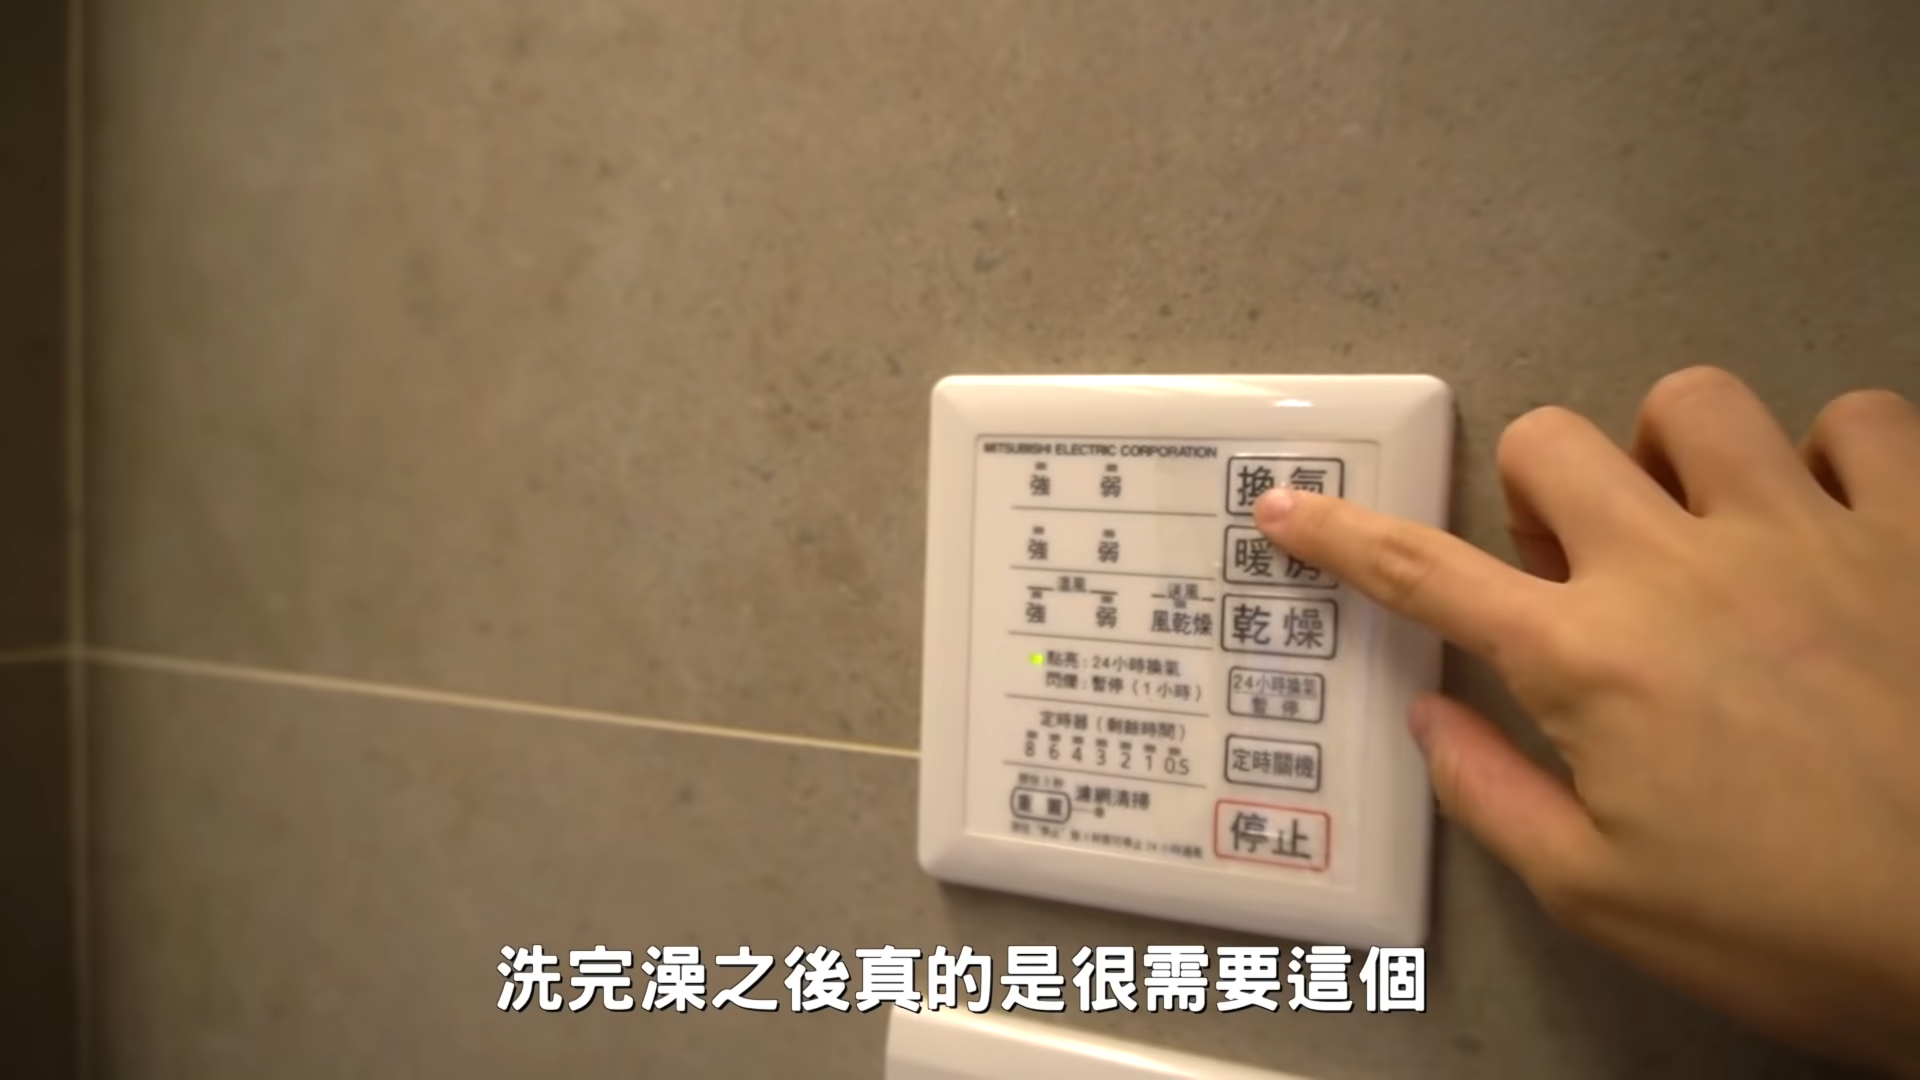 MITSUBISHI ELECTRIC CORPORATION
強 弱 換氣
強 弱 暖房
溫風 送風
強 弱 風乾燥 乾燥
點亮：24小時換氣
閃爍：暫停（1小時）
24小時換氣
暫停
定時器（剩餘時間）
8 6 4 3 2 1 0.5
定時關機
重置 濾網清掃
停止
洗完澡之後真的是很需要這個